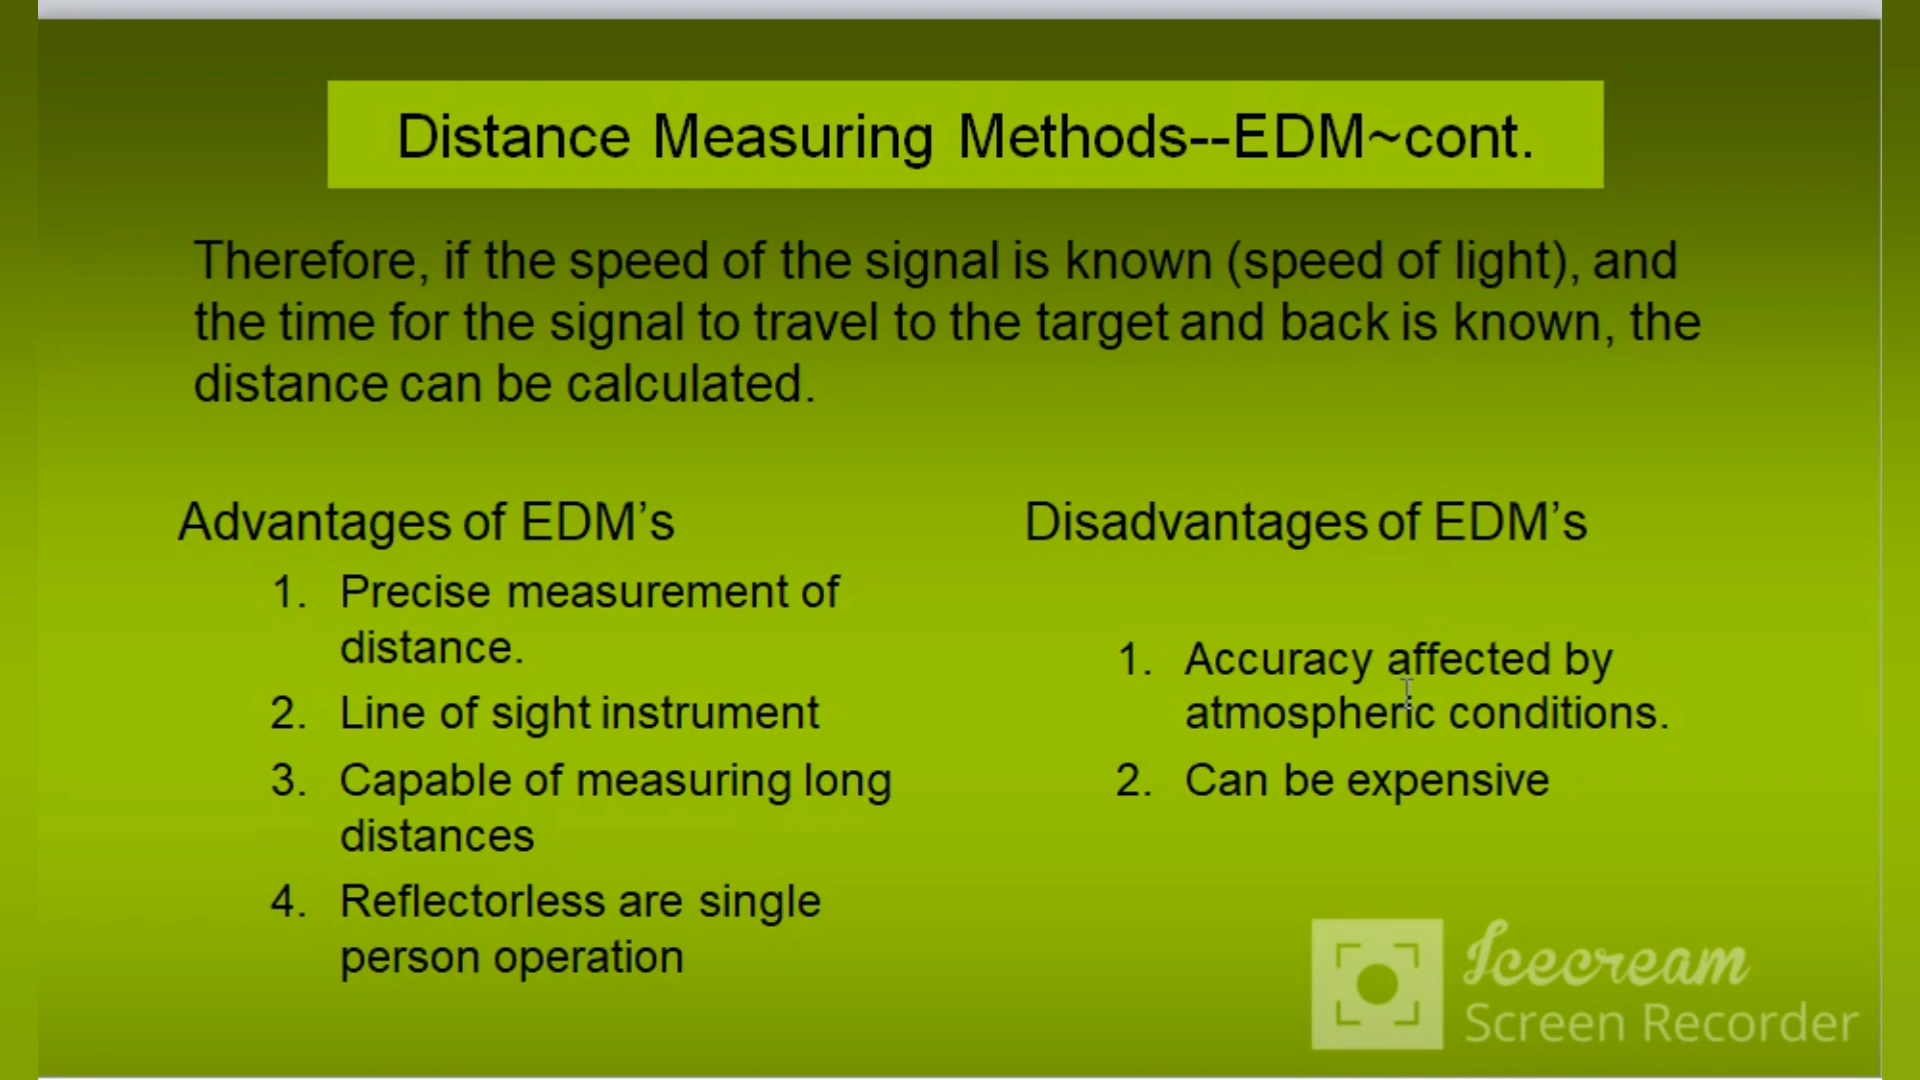 Distance Measuring Methods--EDM~cont.
Therefore, if the speed of the signal is known (speed of light), and
the time for the signal to travel to the target and back is known, the
distance can be calculated.
Advantages of EDM’s
1. Precise measurement of
distance.
2. Line of sight instrument
3. Capable of measuring long
distances
4. Reflectorless are single
person operation
Disadvantages of EDM’s
1. Accuracy affected by
atmospheric conditions.
2. Can be expensive
Icecream
Screen Recorder